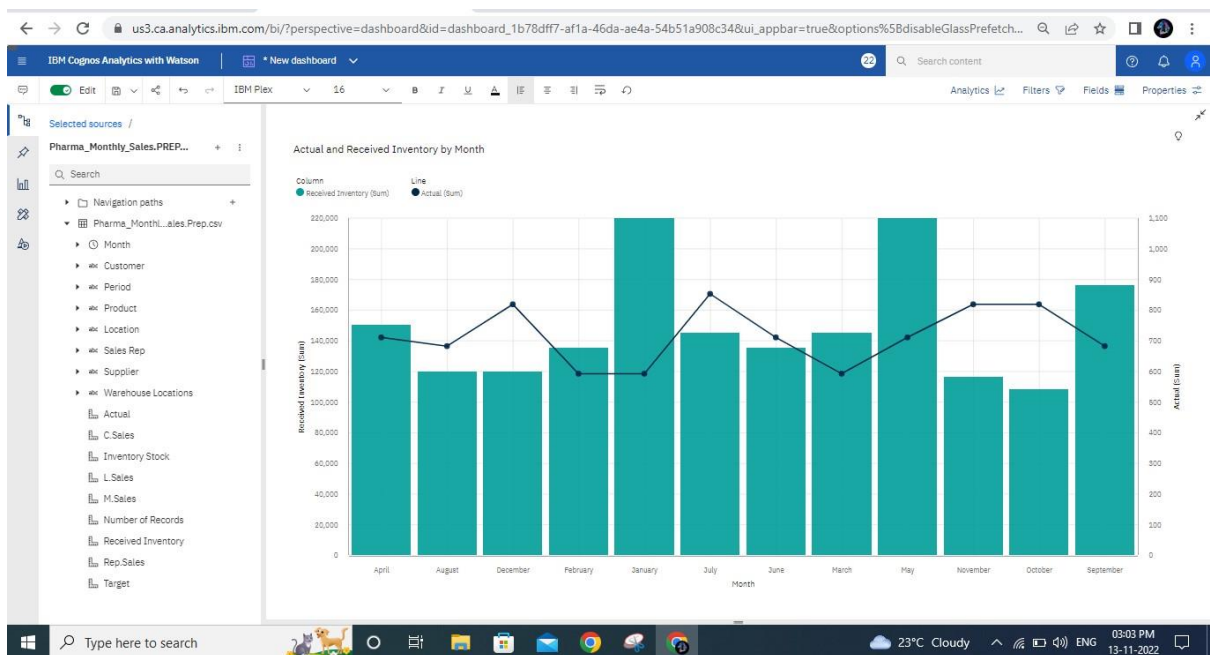 us3.ca.analytics.ibm.com/bi/?perspective=dashboard&id=dashboard_1b78dff7-af1a-46da-ae4a-54b51a908c34&ui_appbar=true&options%5BdisableGlassPrefetch...
IBM Cognos Analytics with Watson * New dashboard 22 Search content
Edit IBM Plex 16 B I U A Analytics Filters Fields Properties
Selected sources /
Pharma_Monthly_Sales.PREP...
Search
Navigation paths
Pharma_Monthl...ales.Prep.csv
Month
abc Customer
abc Period
abc Product
abc Location
abc Sales Rep
abc Supplier
abc Warehouse Locations
Actual
C.Sales
Inventory Stock
L.Sales
M.Sales
Number of Records
Received Inventory
Rep.Sales
Target
Actual and Received Inventory by Month
Column Line
Received Inventory (Sum) Actual (Sum)
Received Inventory (Sum)
220,000
200,000
180,000
160,000
140,000
120,000
100,000
80,000
60,000
40,000
20,000
0
1,100
1,000
900
800
700
600
500
400
300
200
100
0
Actual (Sum)
April August December February January July June March May November October September
Month
Type here to search 23°C Cloudy ENG 03:03 PM
13-11-2022